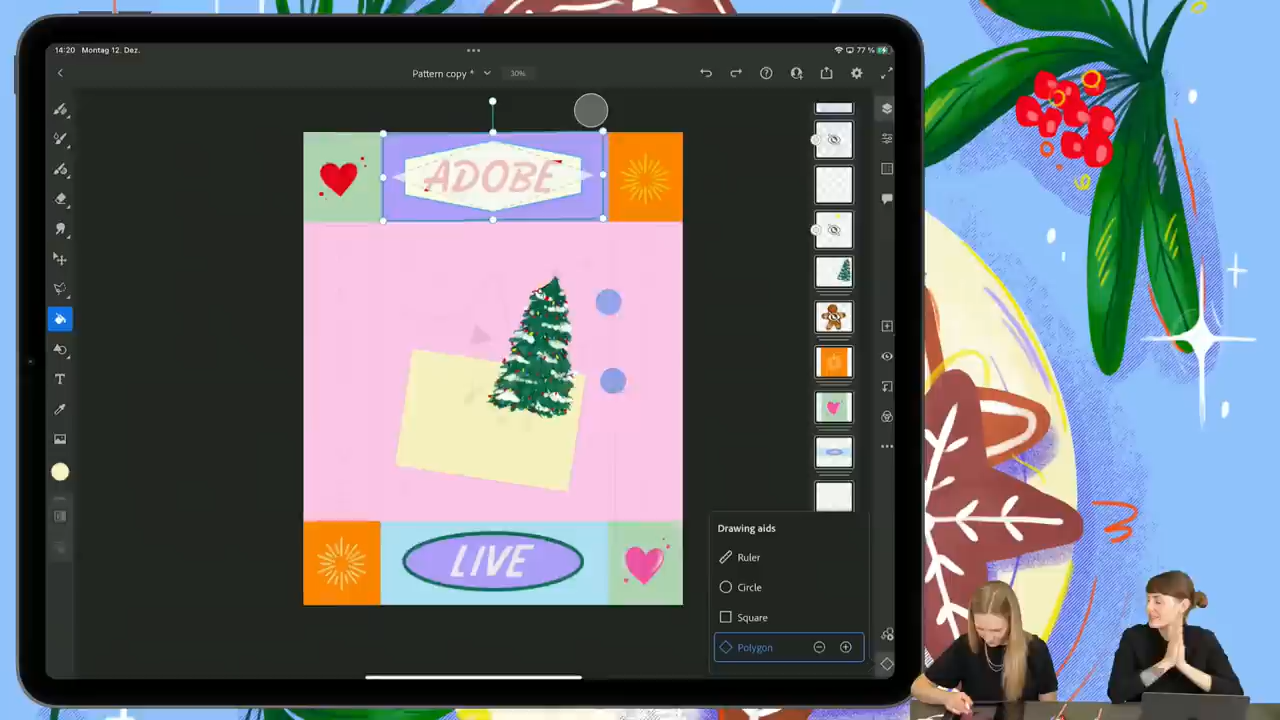 14:20 Montag 12. Dez.
77 %
Pattern copy *
30%
ADOBE
LIVE
Drawing aids
Ruler
Circle
Square
Polygon